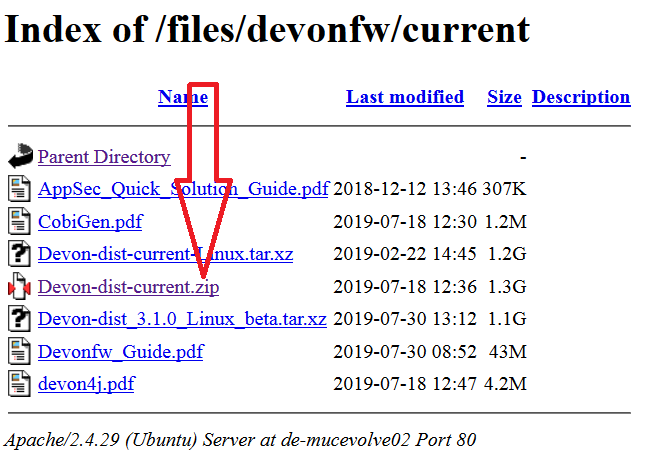 Index of /files/devonfw/current
Name Last modified Size Description
Parent Directory -
AppSec_Quick_Solution_Guide.pdf 2018-12-12 13:46 307K
CobiGen.pdf 2019-07-18 12:30 1.2M
Devon-dist-current-Linux.tar.xz 2019-02-22 14:45 1.2G
Devon-dist-current.zip 2019-07-18 12:36 1.3G
Devon-dist_3.1.0_Linux_beta.tar.xz 2019-07-30 13:12 1.1G
Devonfw_Guide.pdf 2019-07-30 08:52 43M
devon4j.pdf 2019-07-18 12:47 4.2M
Apache/2.4.29 (Ubuntu) Server at de-mucevolve02 Port 80